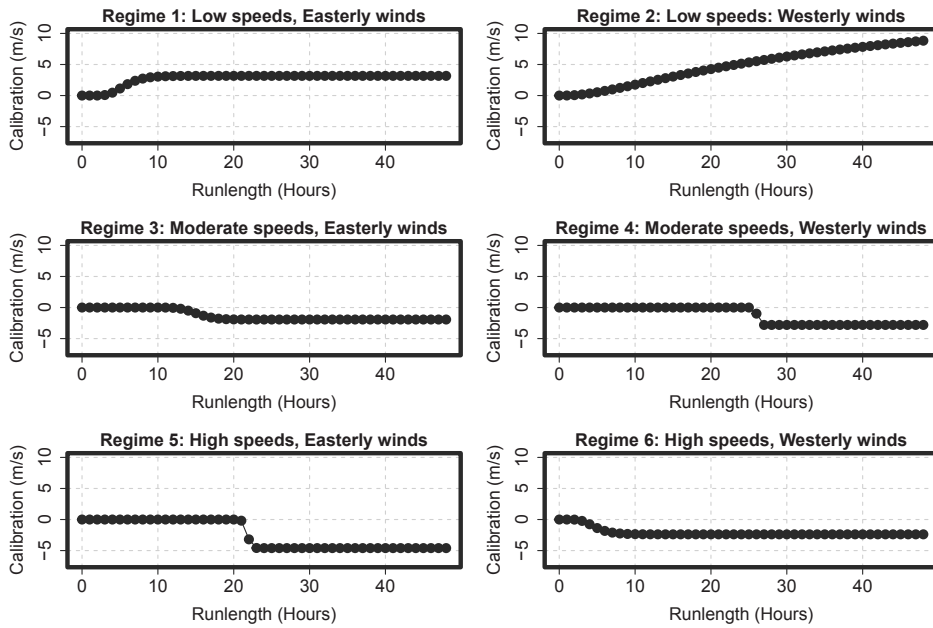 Regime 1: Low speeds, Easterly winds
Calibration (m/s)
10
5
0
−5
0 10 20 30 40
Runlength (Hours)
Regime 2: Low speeds: Westerly winds
Calibration (m/s)
10
5
0
−5
0 10 20 30 40
Runlength (Hours)
Regime 3: Moderate speeds, Easterly winds
Calibration (m/s)
10
5
0
−5
0 10 20 30 40
Runlength (Hours)
Regime 4: Moderate speeds, Westerly winds
Calibration (m/s)
10
5
0
−5
0 10 20 30 40
Runlength (Hours)
Regime 5: High speeds, Easterly winds
Calibration (m/s)
10
5
0
−5
0 10 20 30 40
Runlength (Hours)
Regime 6: High speeds, Westerly winds
Calibration (m/s)
10
5
0
−5
0 10 20 30 40
Runlength (Hours)